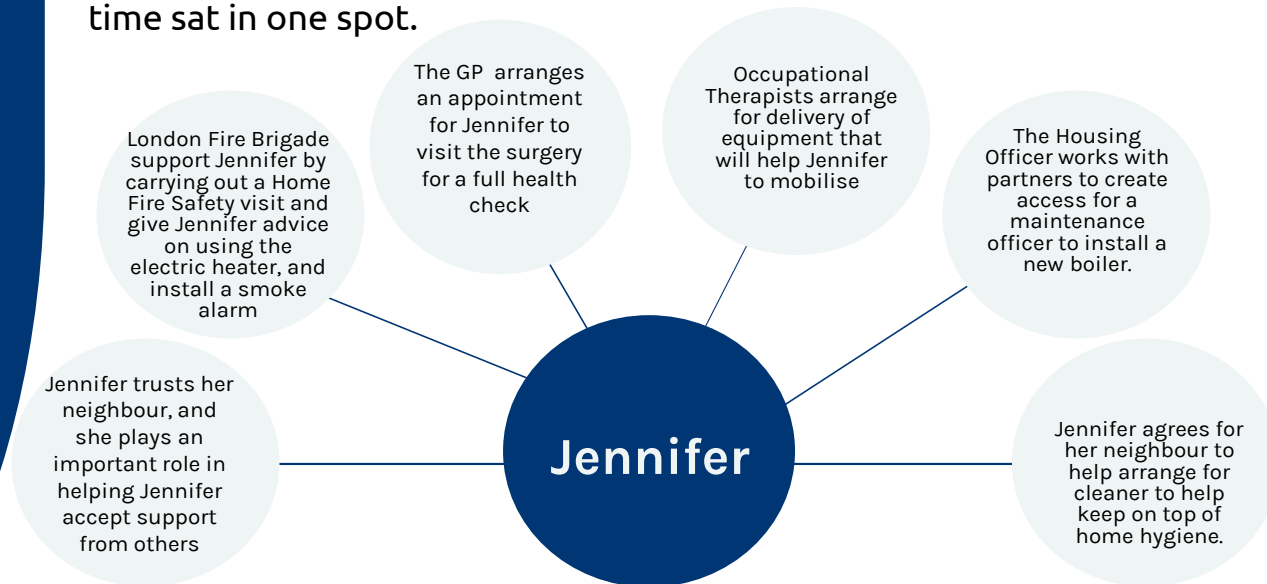 time sat in one spot.
London Fire Brigade
support Jennifer by
carrying out a Home
Fire Safety visit and
give Jennifer advice
on using the
electric heater, and
install a smoke
alarm
The GP arranges
an appointment
for Jennifer to
visit the surgery
for a full health
check
Occupational
Therapists arrange
for delivery of
equipment that
will help Jennifer
to mobilise
The Housing
Officer works with
partners to create
access for a
maintenance
officer to install a
new boiler.
Jennifer trusts her
neighbour, and
she plays an
important role in
helping Jennifer
accept support
from others
Jennifer
Jennifer agrees for
her neighbour to
help arrange for
cleaner to help
keep on top of
home hygiene.